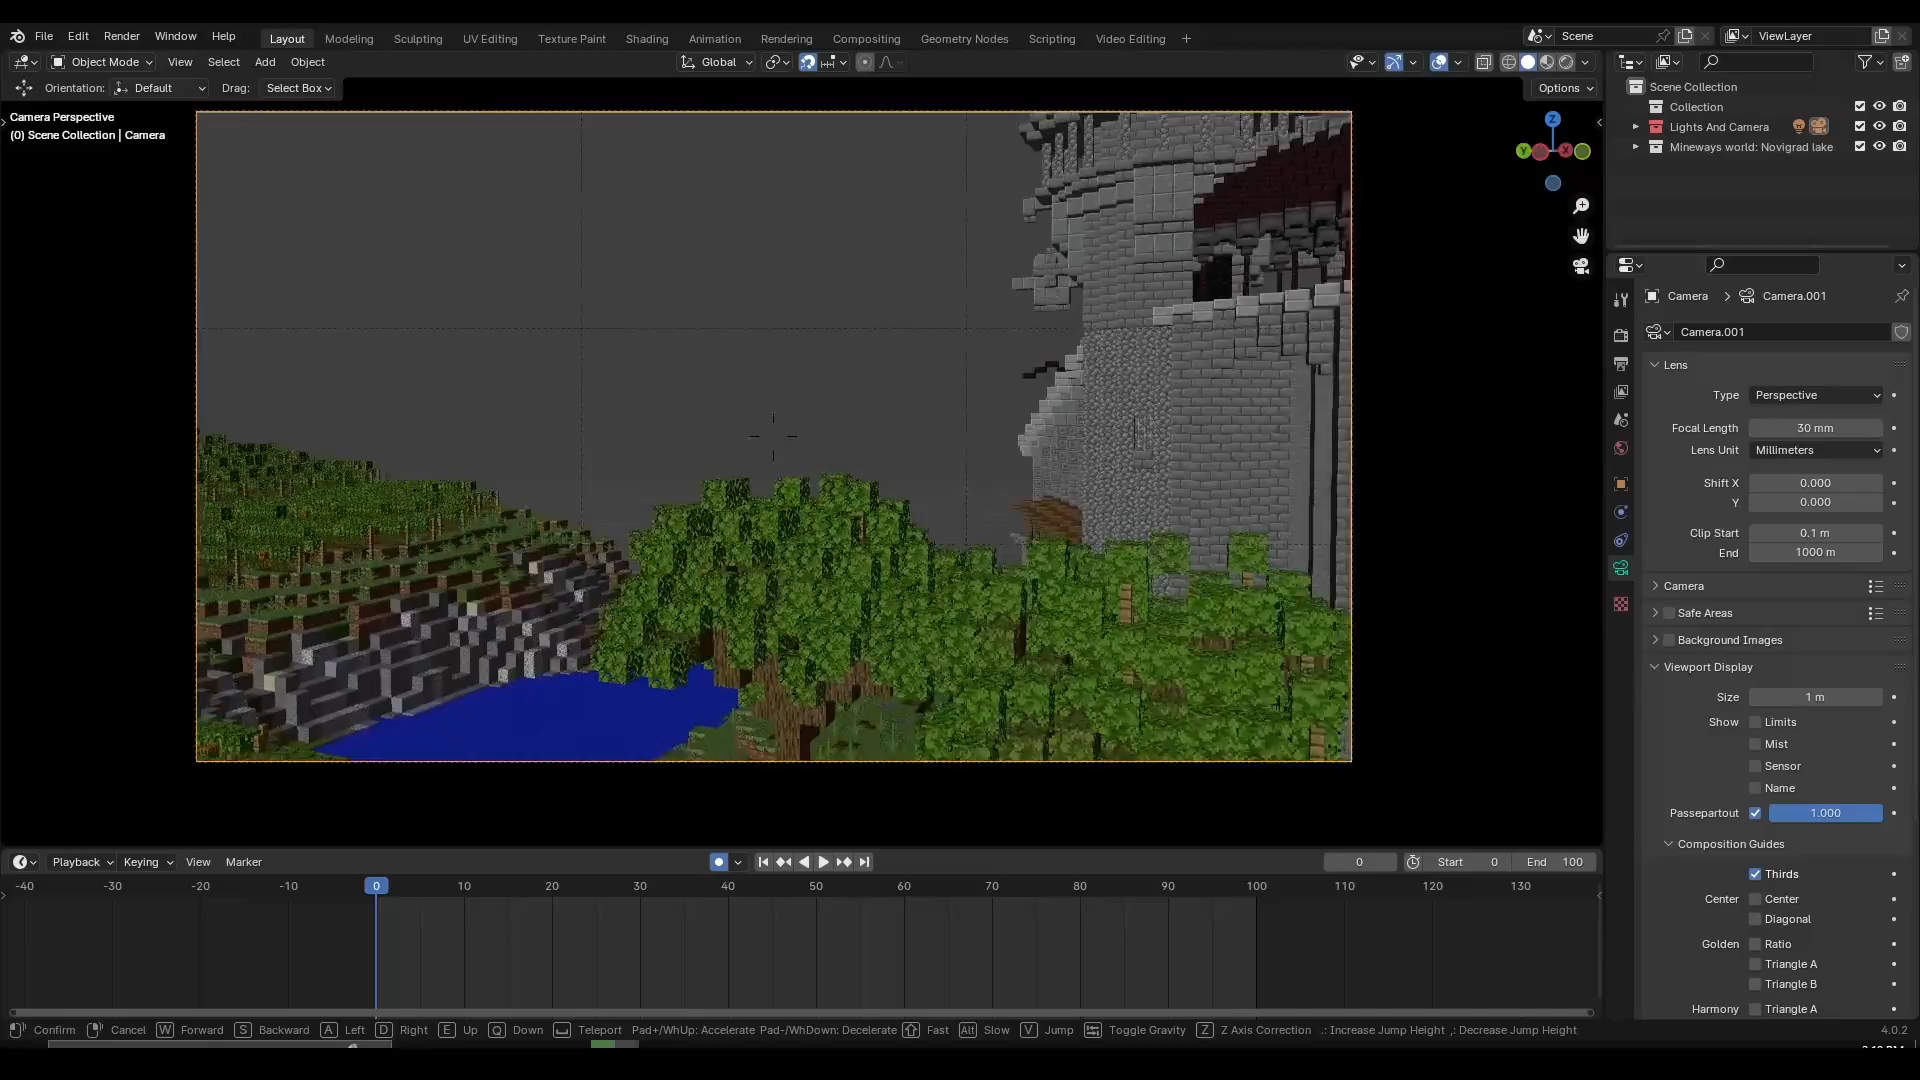 File Edit Render Window Help Layout Modeling Sculpting UV Editing Texture Paint Shading Animation Rendering Compositing Geometry Nodes Scripting Video Editing + Scene ViewLayer
Object Mode View Select Add Object Global
Orientation: Default Drag: Select Box Options
Camera Perspective
(0) Scene Collection | Camera
Z
Y X
Scene Collection
Collection
Lights And Camera
Mineways world: Novigrad lake
Camera > Camera.001
Camera.001
Lens
Type Perspective
Focal Length 30 mm
Lens Unit Millimeters
Shift X 0.000
Y 0.000
Clip Start 0.1 m
End 1000 m
Camera
Safe Areas
Background Images
Viewport Display
Size 1 m
Show Limits
Mist
Sensor
Name
Passepartout 1.000
Composition Guides
Thirds
Center Center
Diagonal
Golden Ratio
Triangle A
Triangle B
Harmony Triangle A
Playback Keying View Marker 0 Start 0 End 100
-40 -30 -20 -10 0 10 20 30 40 50 60 70 80 90 100 110 120 130
Confirm Cancel W Forward S Backward A Left D Right E Up Q Down Teleport Pad+/WhUp: Accelerate Pad-/WhDown: Decelerate Fast Alt Slow V Jump Toggle Gravity Z Z Axis Correction .: Increase Jump Height ,: Decrease Jump Height 4.0.2